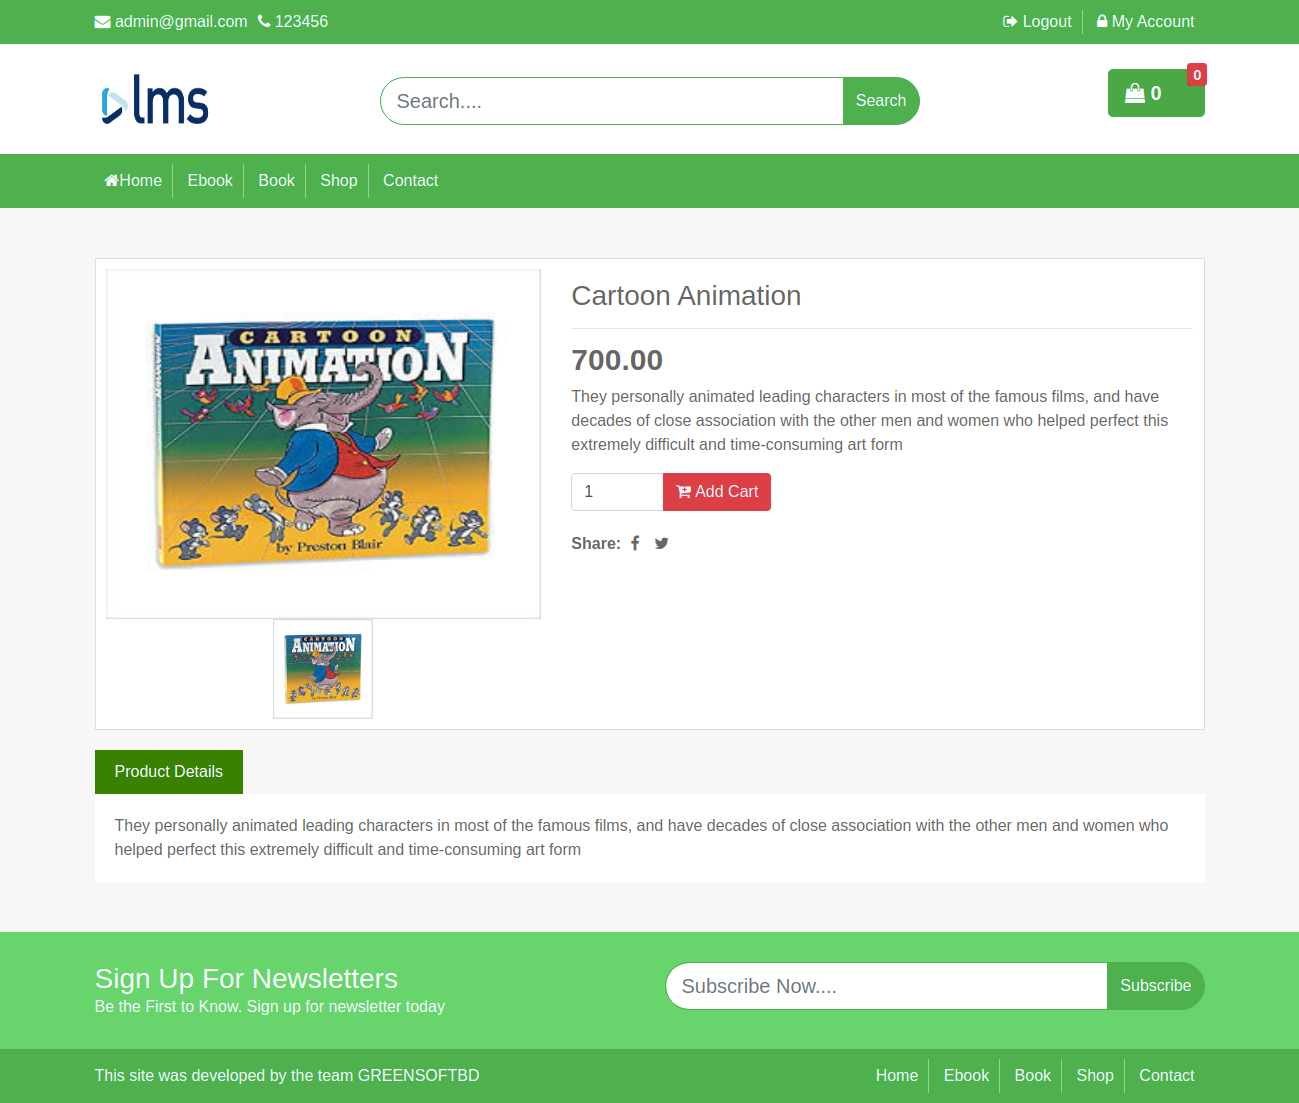 admin@gmail.com 123456
Logout My Account
lms
Search....
Search
0
0
Home Ebook Book Shop Contact
CARTOON
ANIMATION
by Preston Blair
CARTOON
ANIMATION
by Preston Blair
Cartoon Animation
700.00
They personally animated leading characters in most of the famous films, and have
decades of close association with the other men and women who helped perfect this
extremely difficult and time-consuming art form
1
Add Cart
Share:
Product Details
They personally animated leading characters in most of the famous films, and have decades of close association with the other men and women who
helped perfect this extremely difficult and time-consuming art form
Sign Up For Newsletters
Be the First to Know. Sign up for newsletter today
Subscribe Now....
Subscribe
This site was developed by the team GREENSOFTBD
Home Ebook Book Shop Contact